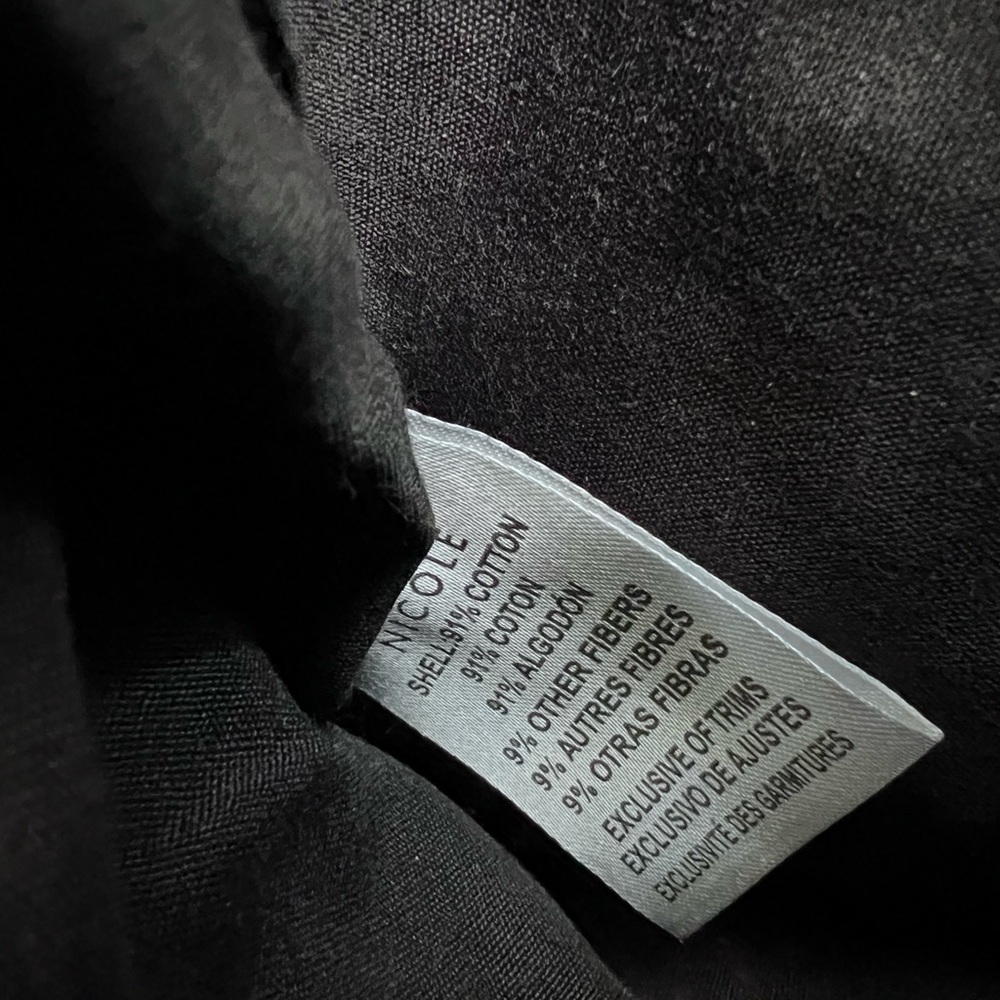 NICOLE
SHELL:91% COTTON
91% COTON
91% ALGODÓN
9% OTHER FIBERS
9% AUTRES FIBRES
9% OTRAS FIBRAS
EXCLUSIVE OF TRIMS
EXCLUSIVO DE AJUSTES
EXCLUSIVITE DES GARMITURES